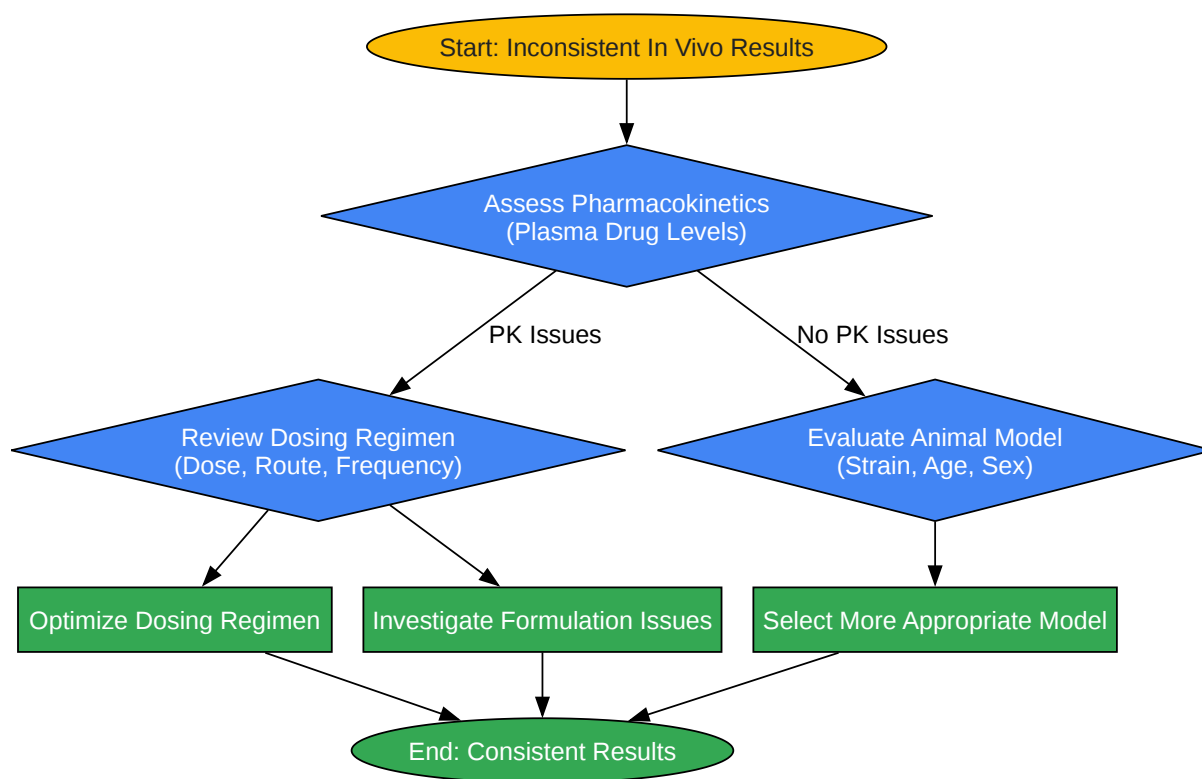 Start: Inconsistent In Vivo Results
Assess Pharmacokinetics
(Plasma Drug Levels)
PK Issues
No PK Issues
Review Dosing Regimen
(Dose, Route, Frequency)
Evaluate Animal Model
(Strain, Age, Sex)
Optimize Dosing Regimen
Investigate Formulation Issues
Select More Appropriate Model
End: Consistent Results